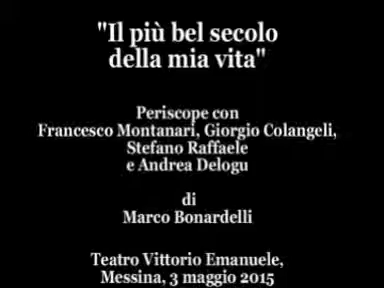 "Il più bel secolo
della mia vita"
Periscope con
Francesco Montanari, Giorgio Colangeli,
Stefano Raffaele
e Andrea Delogu
di
Marco Bonardelli
Teatro Vittorio Emanuele,
Messina, 3 maggio 2015